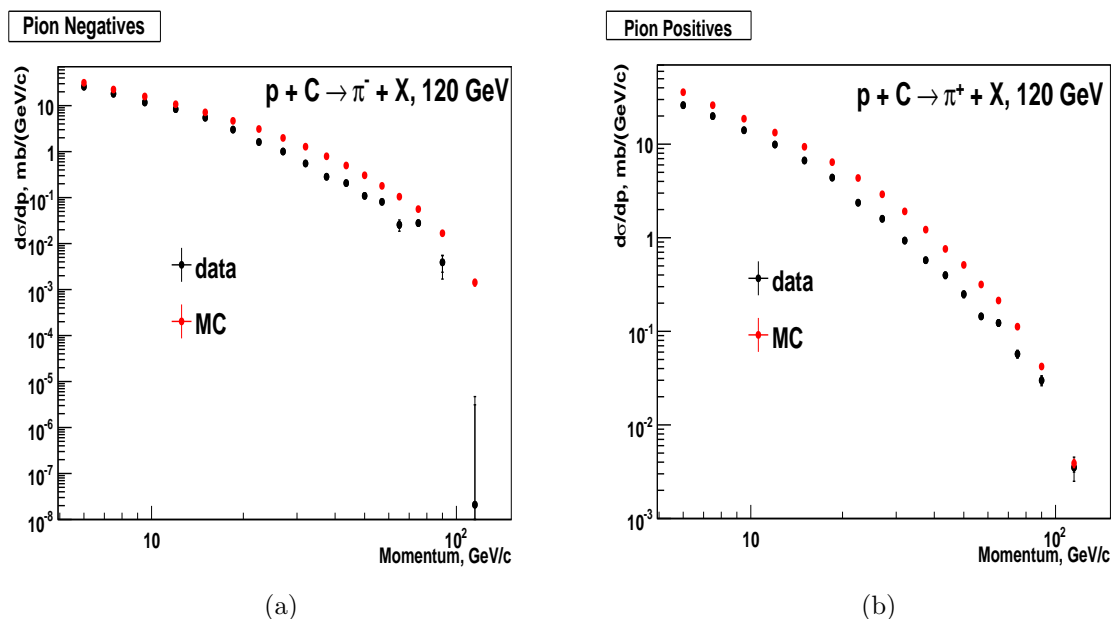 Pion Negatives
p + C → π⁻ + X, 120 GeV
dσ/dp, mb/(GeV/c)
10
1
10⁻¹
10⁻²
10⁻³
10⁻⁴
10⁻⁵
10⁻⁶
10⁻⁷
10⁻⁸
data
MC
10
10²
Momentum, GeV/c
(a)
Pion Positives
p + C → π⁺ + X, 120 GeV
dσ/dp, mb/(GeV/c)
10
1
10⁻¹
10⁻²
10⁻³
data
MC
10
10²
Momentum, GeV/c
(b)